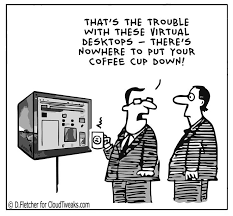 THAT'S THE TROUBLE
WITH THESE VIRTUAL
DESKTOPS – THERE'S
NOWHERE TO PUT YOUR
COFFEE CUP DOWN!
© D.Fletcher for CloudTweaks.com